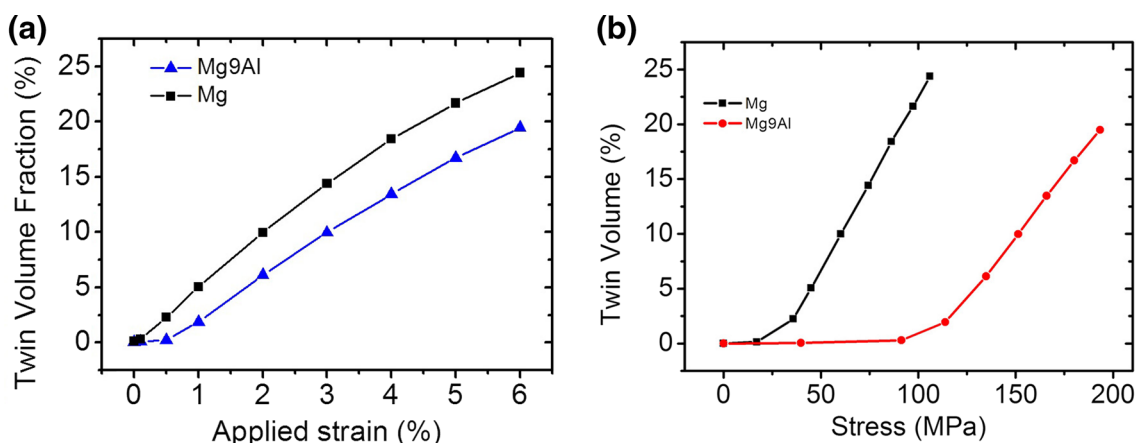 (a)
Twin Volume Fraction (%)
25
20
15
10
5
0
Mg9Al
Mg
0 1 2 3 4 5 6
Applied strain (%)
(b)
Twin Volume (%)
25
20
15
10
5
0
Mg
Mg9Al
0 50 100 150 200
Stress (MPa)